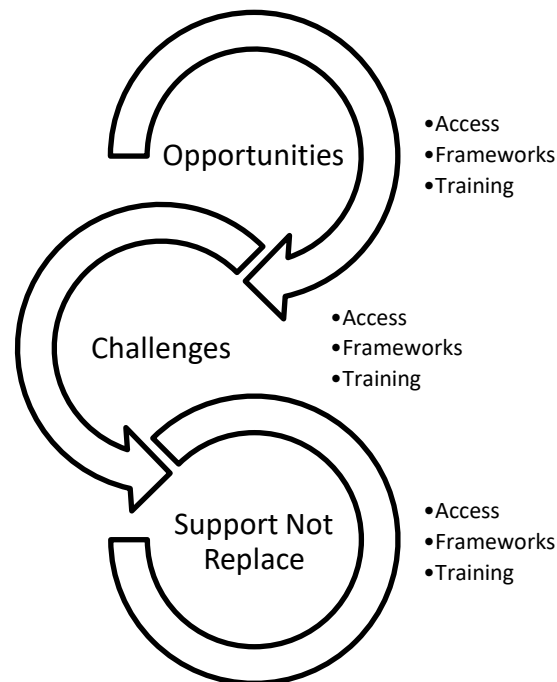 Opportunities
•Access
•Frameworks
•Training
Challenges
•Access
•Frameworks
•Training
Support Not
Replace
•Access
•Frameworks
•Training